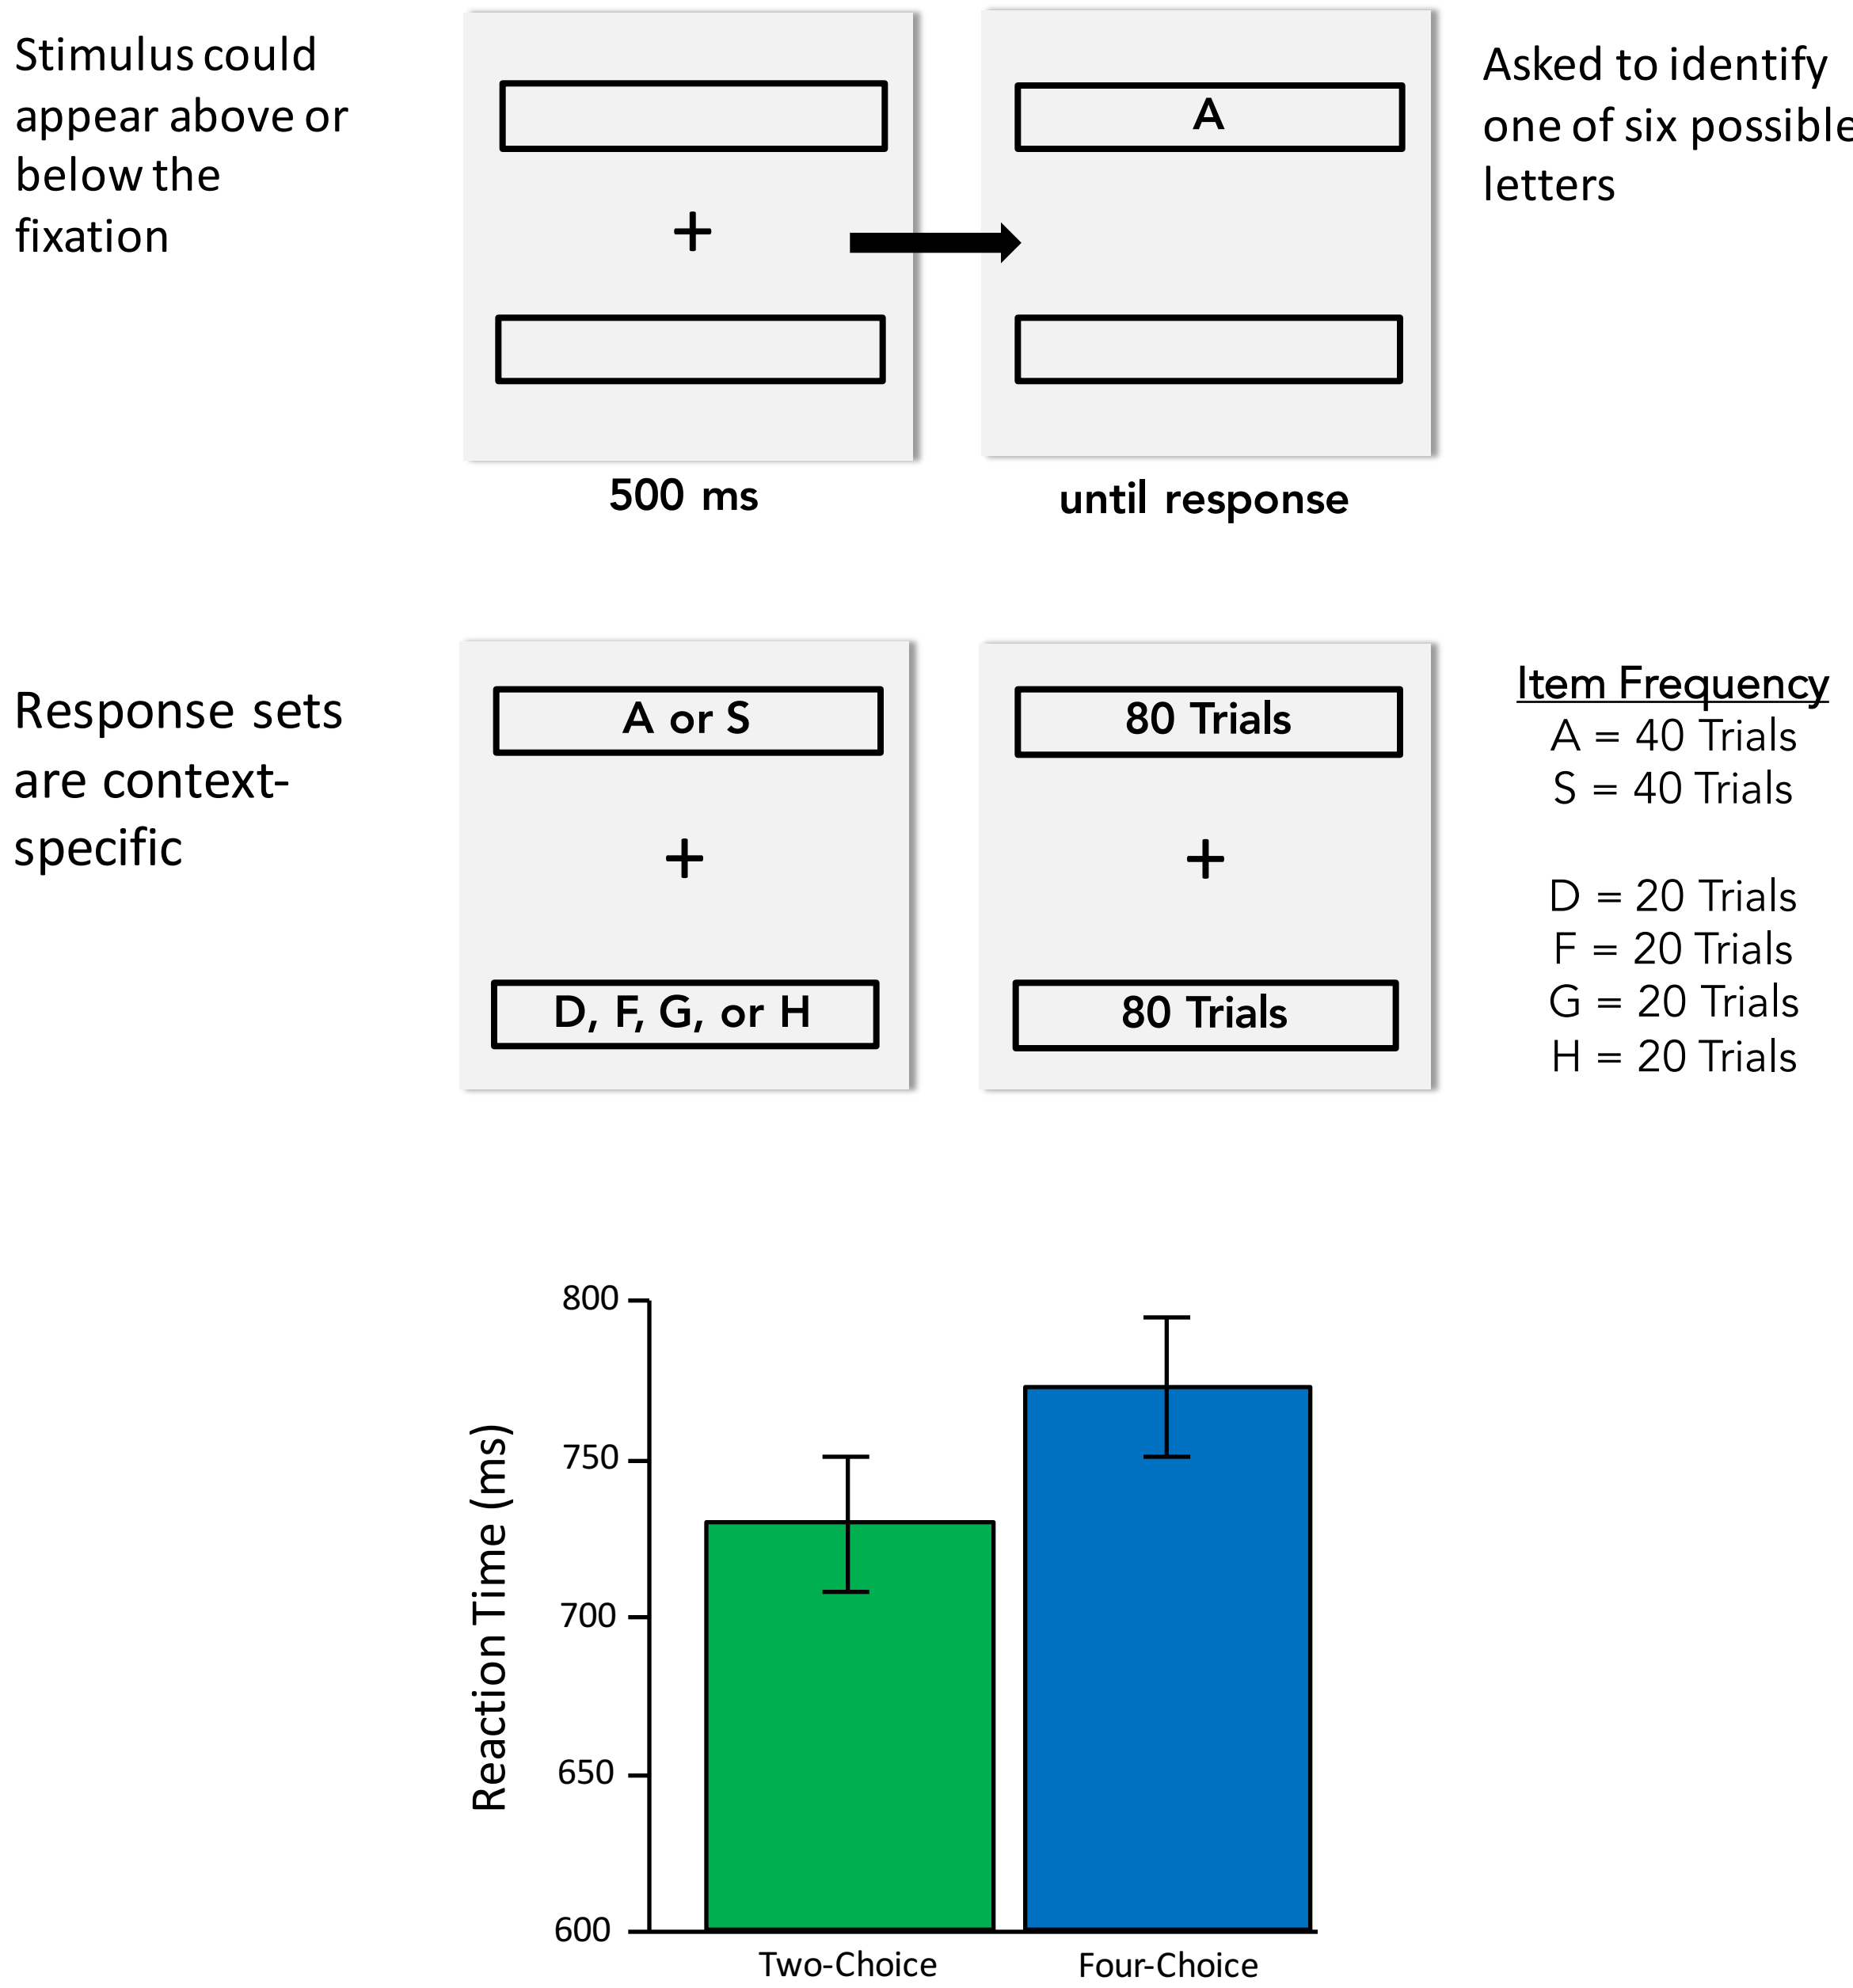 Stimulus could
appear above or
below the
fixation
+
500 ms
A
until response
Asked to identify
one of six possible
letters
Response sets
are context-
specific
A or S
+
D, F, G, or H
80 Trials
+
80 Trials
Item Frequency
A = 40 Trials
S = 40 Trials
D = 20 Trials
F = 20 Trials
G = 20 Trials
H = 20 Trials
Reaction Time (ms)
800
750
700
650
600
Two-Choice
Four-Choice